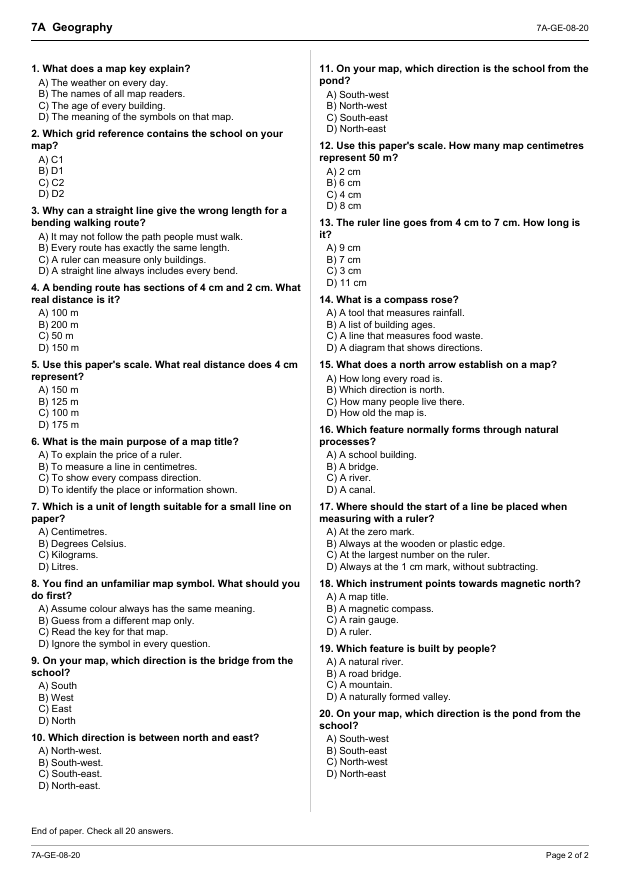 7A Geography
7A-GE-08-20
1. What does a map key explain?
A) The weather on every day.
B) The names of all map readers.
C) The age of every building.
D) The meaning of the symbols on that map.
2. Which grid reference contains the school on your
map?
A) C1
B) D1
C) C2
D) D2
3. Why can a straight line give the wrong length for a
bending walking route?
A) It may not follow the path people must walk.
B) Every route has exactly the same length.
C) A ruler can measure only buildings.
D) A straight line always includes every bend.
4. A bending route has sections of 4 cm and 2 cm. What
real distance is it?
A) 100 m
B) 200 m
C) 50 m
D) 150 m
5. Use this paper's scale. What real distance does 4 cm
represent?
A) 150 m
B) 125 m
C) 100 m
D) 175 m
6. What is the main purpose of a map title?
A) To explain the price of a ruler.
B) To measure a line in centimetres.
C) To show every compass direction.
D) To identify the place or information shown.
7. Which is a unit of length suitable for a small line on
paper?
A) Centimetres.
B) Degrees Celsius.
C) Kilograms.
D) Litres.
8. You find an unfamiliar map symbol. What should you
do first?
A) Assume colour always has the same meaning.
B) Guess from a different map only.
C) Read the key for that map.
D) Ignore the symbol in every question.
9. On your map, which direction is the bridge from the
school?
A) South
B) West
C) East
D) North
10. Which direction is between north and east?
A) North-west.
B) South-west.
C) South-east.
D) North-east.
11. On your map, which direction is the school from the
pond?
A) South-west
B) North-west
C) South-east
D) North-east
12. Use this paper's scale. How many map centimetres
represent 50 m?
A) 2 cm
B) 6 cm
C) 4 cm
D) 8 cm
13. The ruler line goes from 4 cm to 7 cm. How long is
it?
A) 9 cm
B) 7 cm
C) 3 cm
D) 11 cm
14. What is a compass rose?
A) A tool that measures rainfall.
B) A list of building ages.
C) A line that measures food waste.
D) A diagram that shows directions.
15. What does a north arrow establish on a map?
A) How long every road is.
B) Which direction is north.
C) How many people live there.
D) How old the map is.
16. Which feature normally forms through natural
processes?
A) A school building.
B) A bridge.
C) A river.
D) A canal.
17. Where should the start of a line be placed when
measuring with a ruler?
A) At the zero mark.
B) Always at the wooden or plastic edge.
C) At the largest number on the ruler.
D) Always at the 1 cm mark, without subtracting.
18. Which instrument points towards magnetic north?
A) A map title.
B) A magnetic compass.
C) A rain gauge.
D) A ruler.
19. Which feature is built by people?
A) A natural river.
B) A road bridge.
C) A mountain.
D) A naturally formed valley.
20. On your map, which direction is the pond from the
school?
A) South-west
B) South-east
C) North-west
D) North-east
End of paper. Check all 20 answers.
7A-GE-08-20
Page 2 of 2